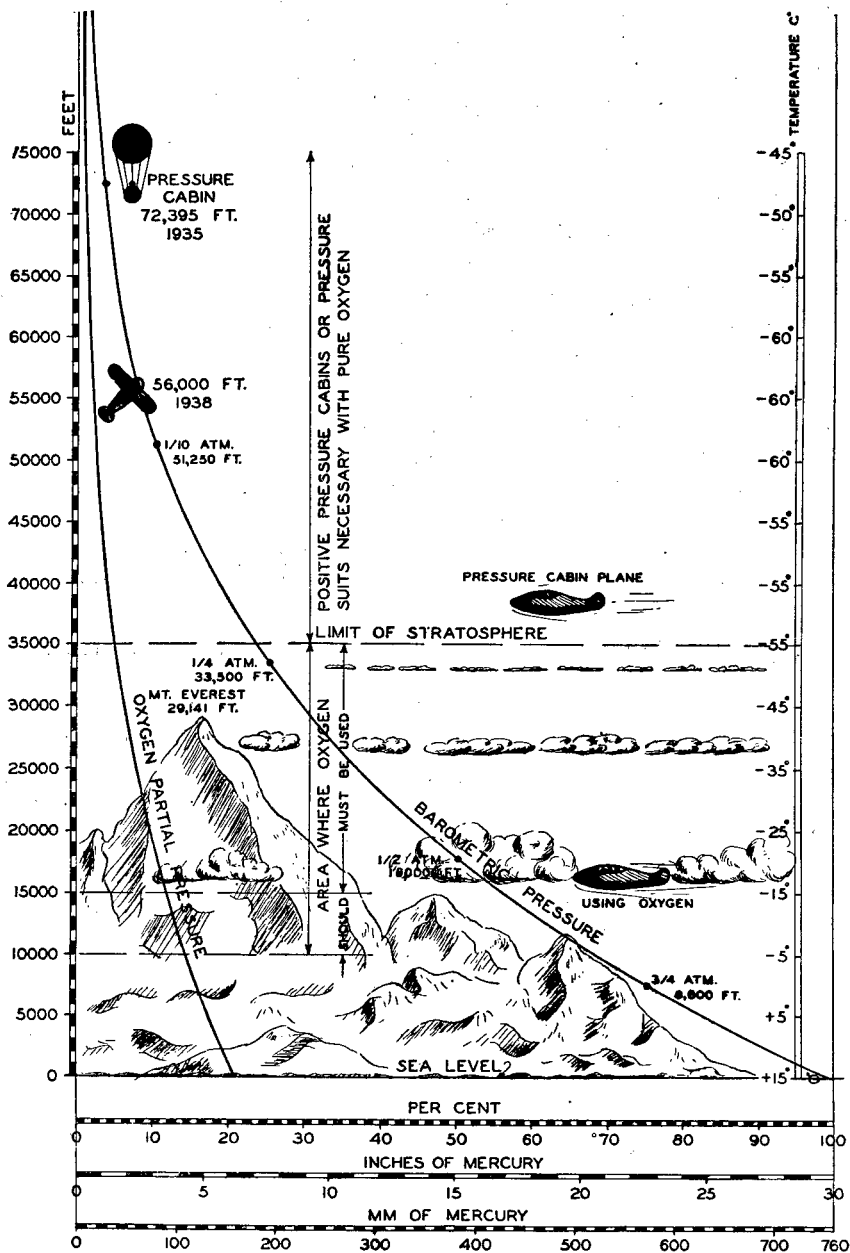 FEET
TEMPERATURE C°
75000
70000
65000
60000
55000
50000
45000
40000
35000
30000
25000
20000
15000
10000
5000
0
PRESSURE
CABIN
72,395 FT.
1935
56,000 FT.
1938
1/10 ATM.
51,250 FT.
POSITIVE PRESSURE CABINS OR PRESSURE
SUITS NECESSARY WITH PURE OXYGEN
PRESSURE CABIN PLANE
LIMIT OF STRATOSPHERE
1/4 ATM.
33,500 FT.
MT. EVEREST
29,141 FT.
OXYGEN PARTIAL PRESSURE
AREA WHERE OXYGEN
MUST BE USED
SHOULD
BAROMETRIC PRESSURE
1/2 ATM.
18,000 FT.
USING OXYGEN
3/4 ATM.
SEA LEVEL
-45°
-50°
-55°
-60°
-60°
-60°
-55°
-55°
-55°
-45°
-35°
-25°
-15°
-5°
+5°
+15°
PER CENT
0 10 20 30 40 50 60 70 80 90 100
INCHES OF MERCURY
0 5 10 15 20 25 30
MM OF MERCURY
0 100 200 300 400 500 600 700 760